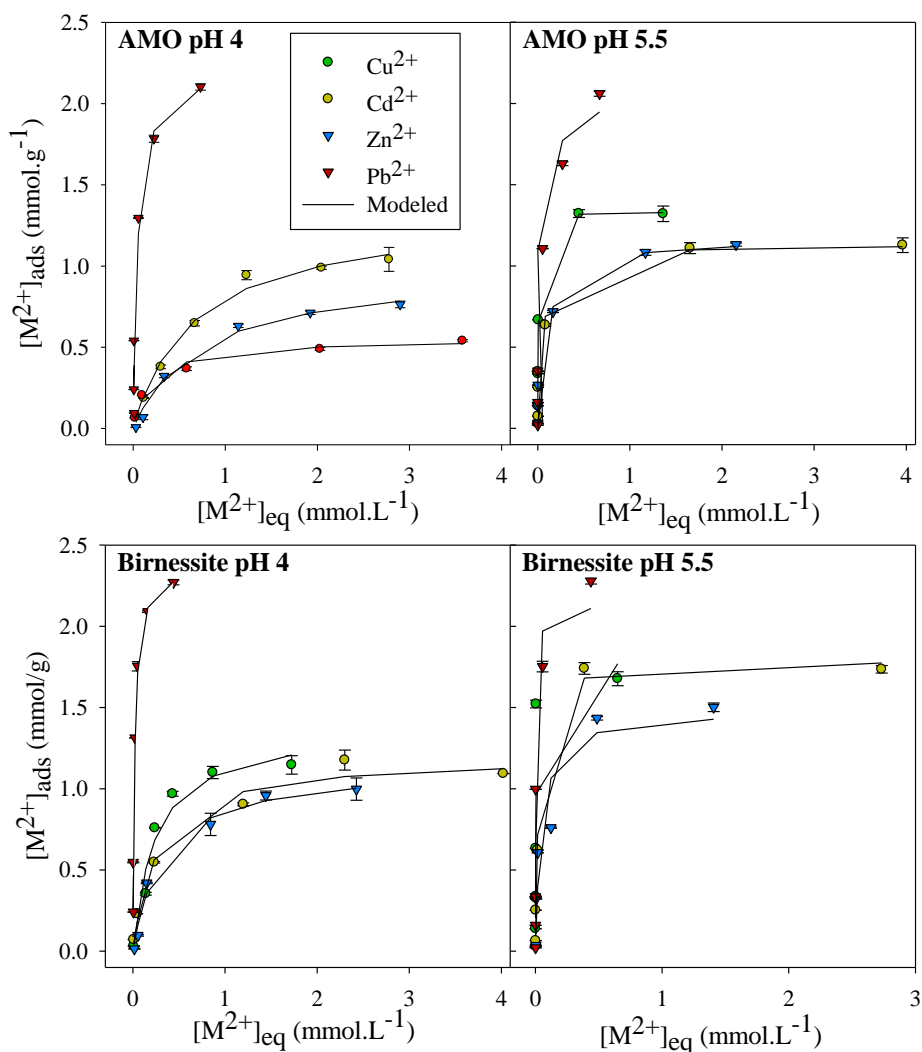 AMO pH 4
AMO pH 5.5
Cu2+
Cd2+
Zn2+
Pb2+
Modeled
[M2+]ads (mmol.g-1)
2.5
2.0
1.5
1.0
0.5
0.0
0 1 2 3 4
0 1 2 3 4
[M2+]eq (mmol.L-1)
[M2+]eq (mmol.L-1)
Birnessite pH 4
Birnessite pH 5.5
[M2+]ads (mmol/g)
2.5
2.0
1.5
1.0
0.5
0.0
0 1 2 3 4
0 1 2 3
[M2+]eq (mmol.L-1)
[M2+]eq (mmol.L-1)